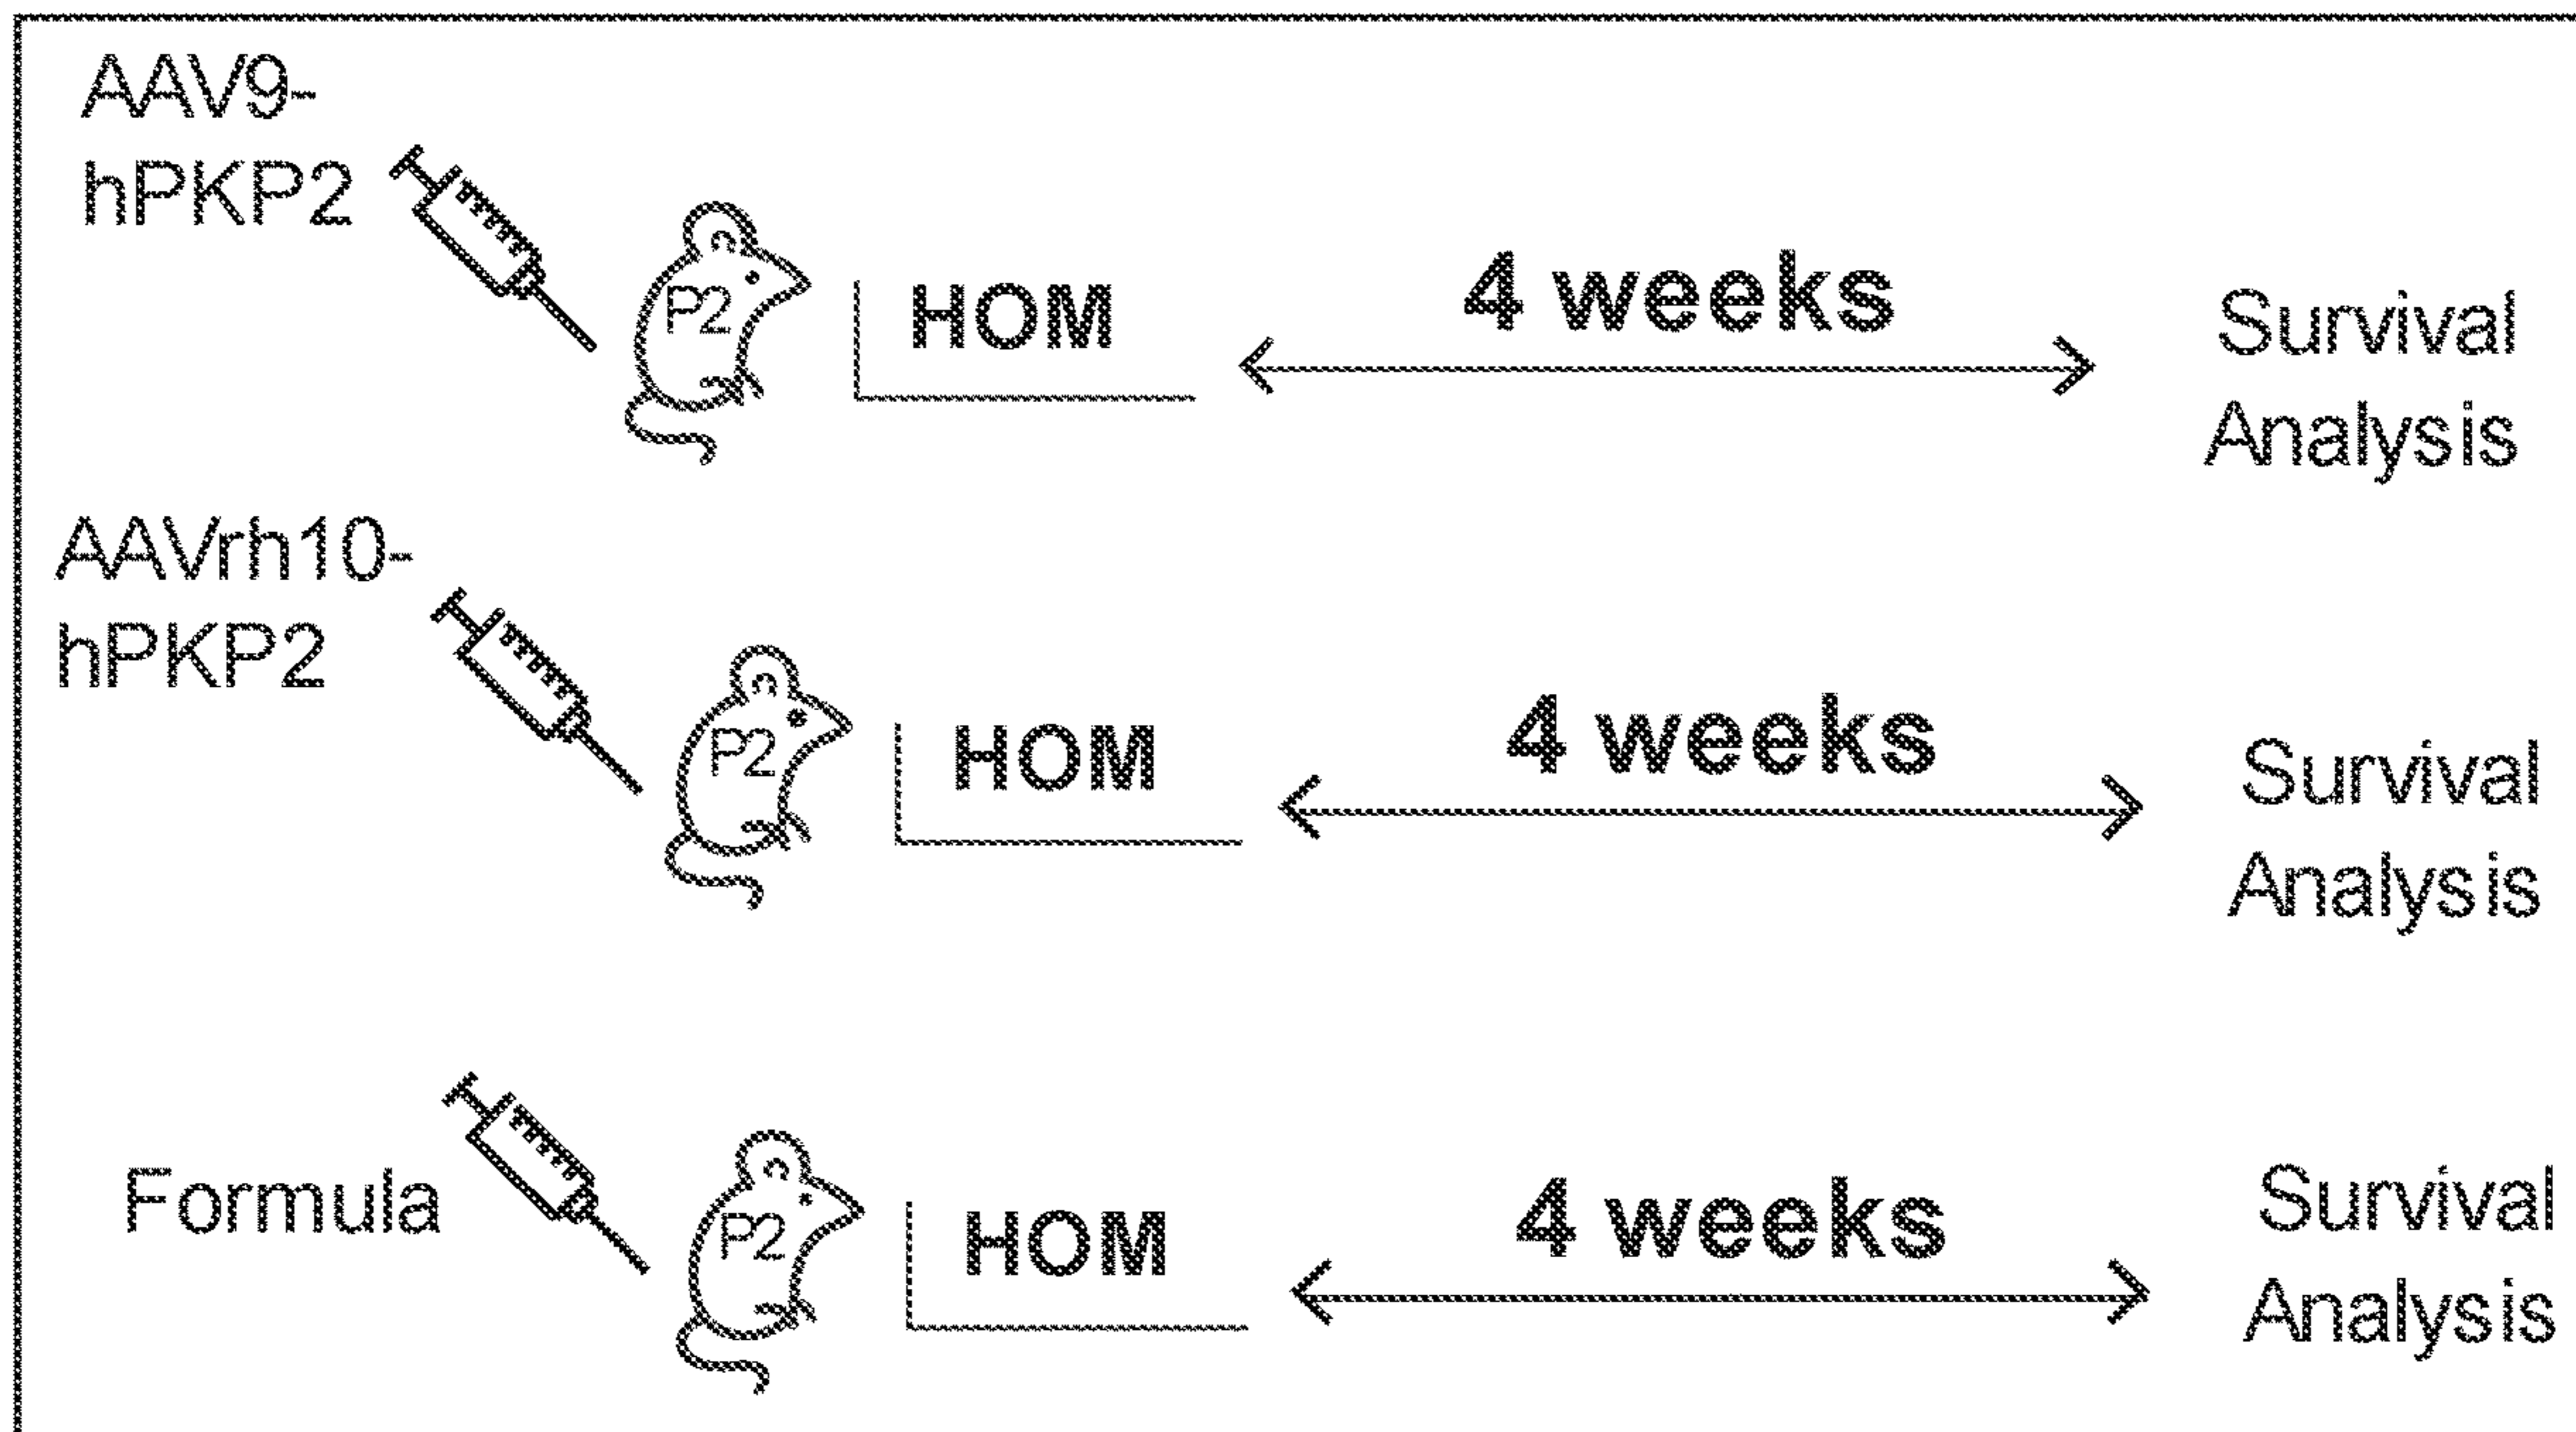 AAV9-
hPKP2
P2
HOM
4 weeks
Survival
Analysis
AAVrh10-
hPKP2
P2
HOM
4 weeks
Survival
Analysis
Formula
P2
HOM
4 weeks
Survival
Analysis